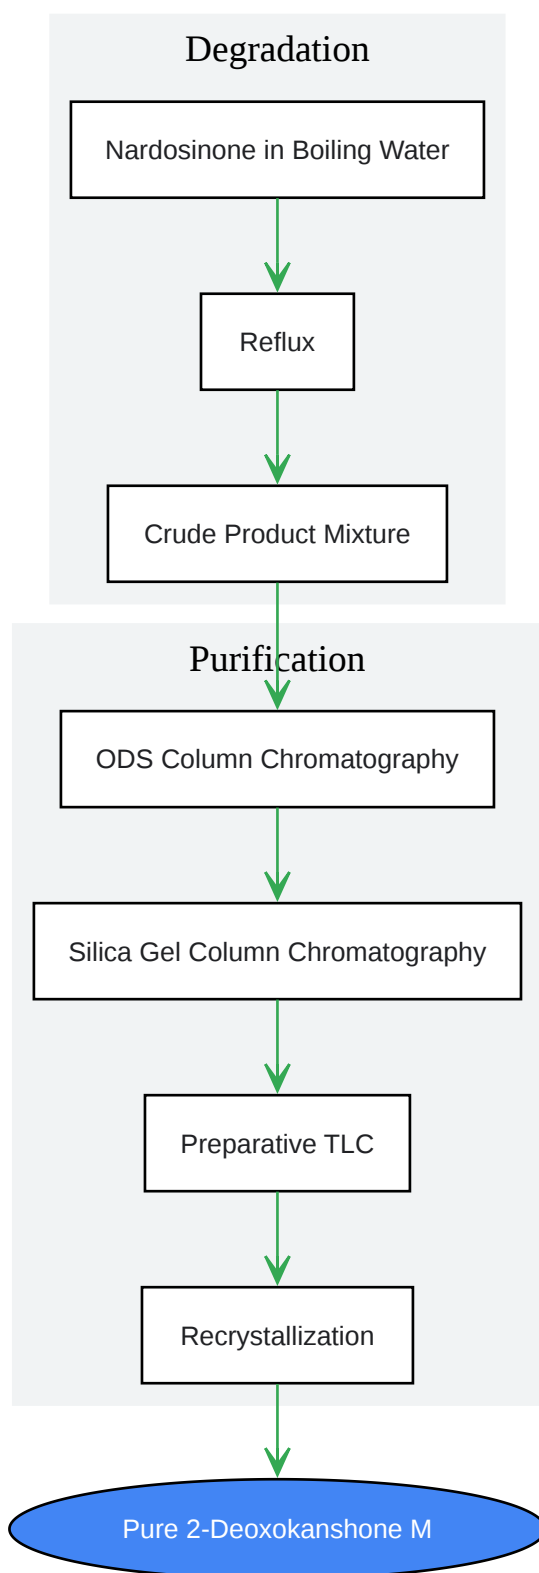 Degradation
Nardosinone in Boiling Water
Reflux
Crude Product Mixture
Purification
ODS Column Chromatography
Silica Gel Column Chromatography
Preparative TLC
Recrystallization
Pure 2-Deoxokanshone M